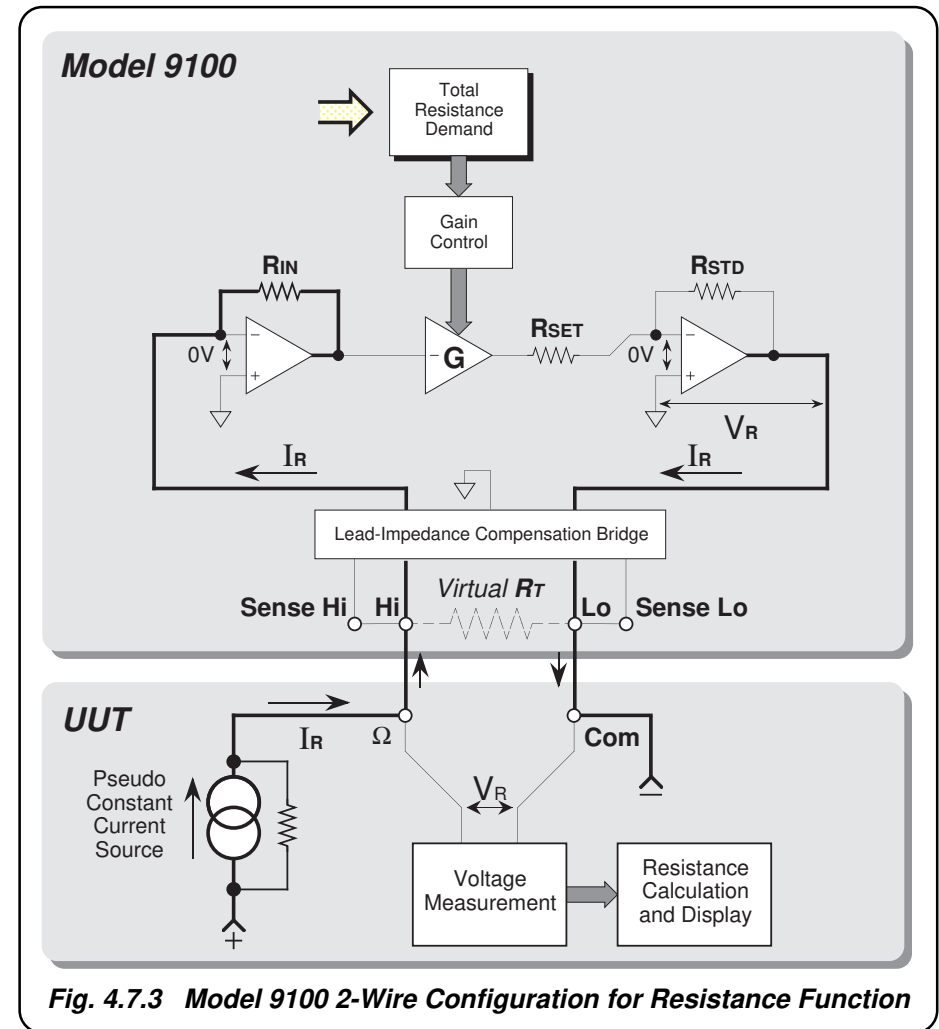 Model 9100
Total
Resistance
Demand
Gain
Control
RIN
RSTD
RSET
0V
−
+
−
G
0V
−
+
VR
IR
IR
Lead-Impedance Compensation Bridge
Virtual RT
Sense Hi
Hi
Lo
Sense Lo
UUT
IR
Ω
Com
Pseudo
Constant
Current
Source
VR
Voltage
Measurement
Resistance
Calculation
and Display
+
−
Fig. 4.7.3 Model 9100 2-Wire Configuration for Resistance Function